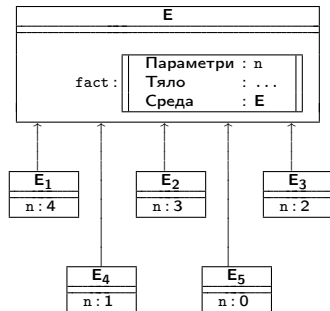 E
Параметри : n
fact : Тяло : ...
Среда : E
E₁ E₂ E₃
n : 4 n : 3 n : 2
E₄ E₅
n : 1 n : 0